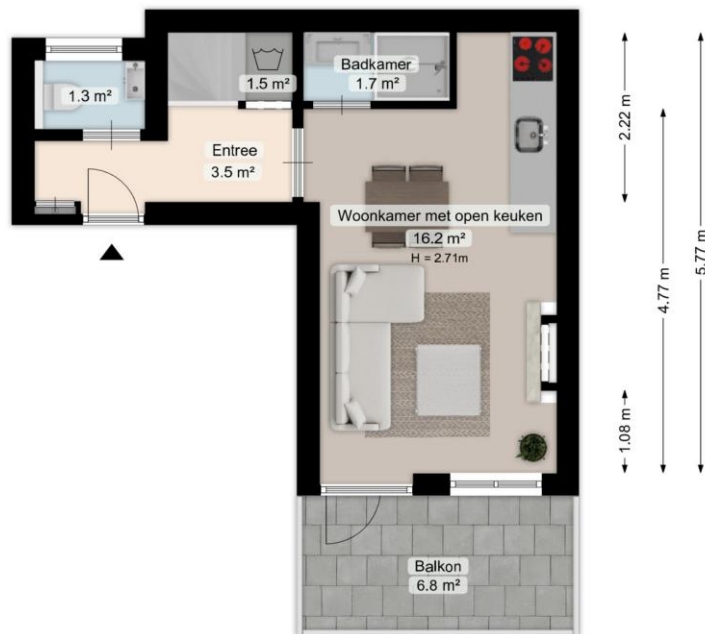 1.3 m²
1.5 m²
Badkamer
1.7 m²
Entree
3.5 m²
Woonkamer met open keuken
16.2 m²
H = 2.71m
2.22 m
4.77 m
5.77 m
1.08 m
Balkon
6.8 m²